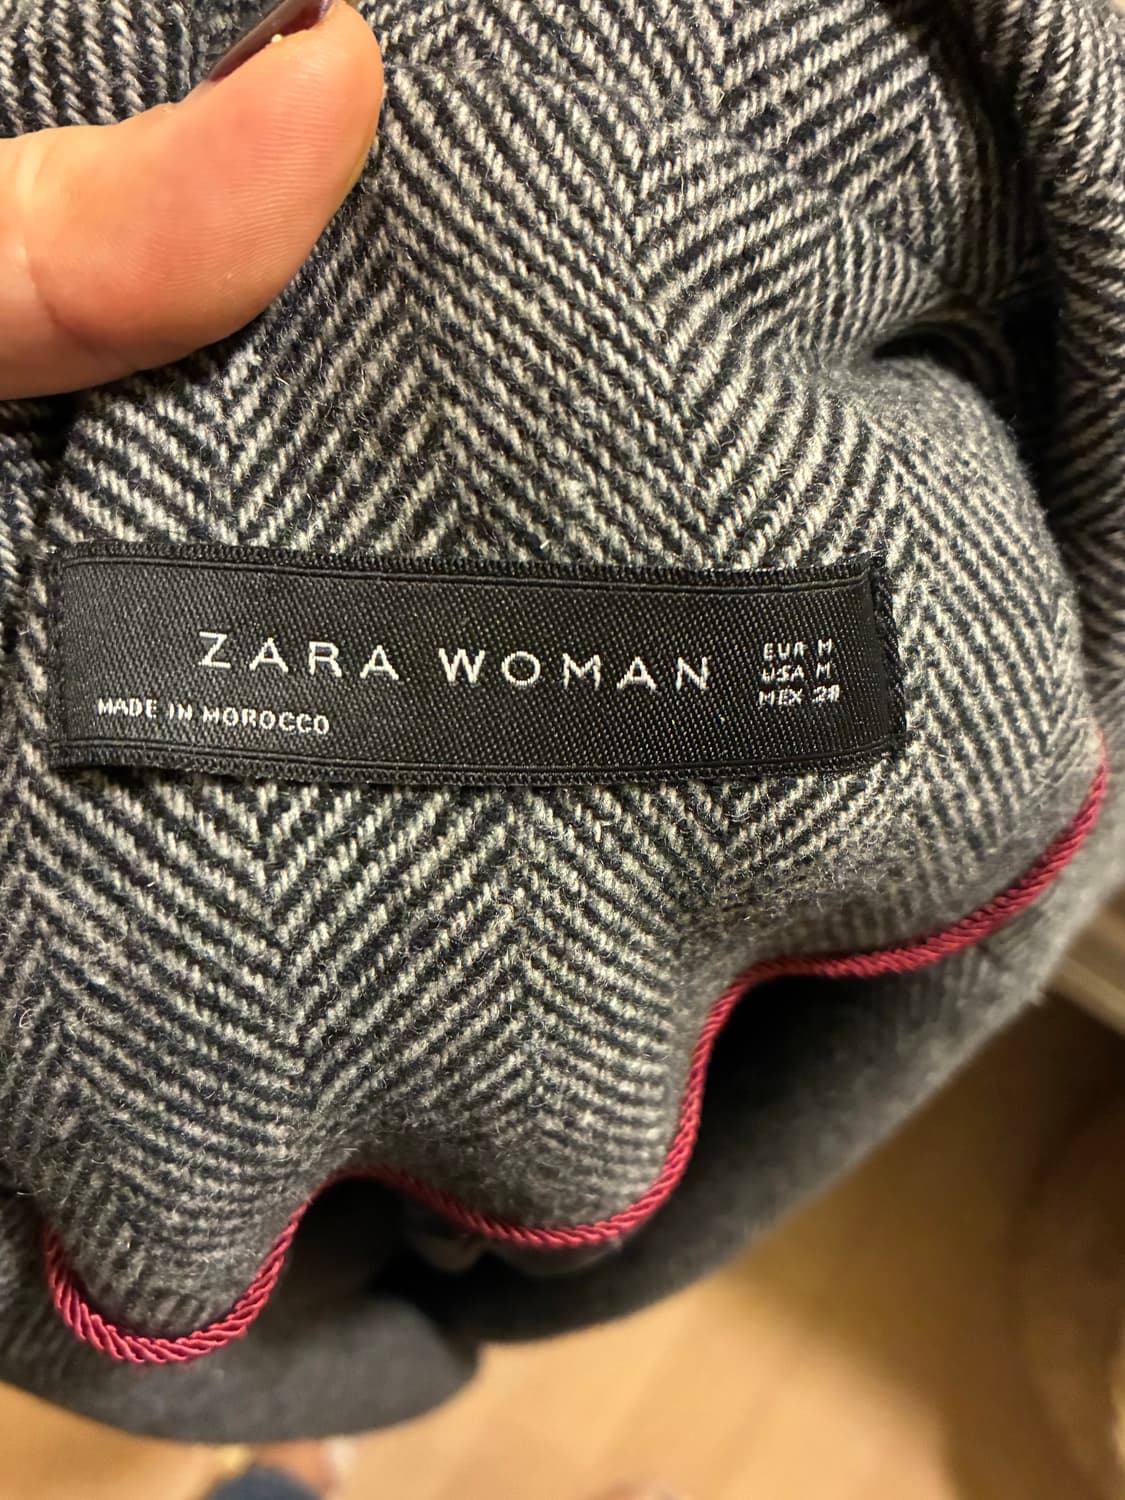 ZARA WOMAN
MADE IN MOROCCO
EUR M
USA M
MEX 28